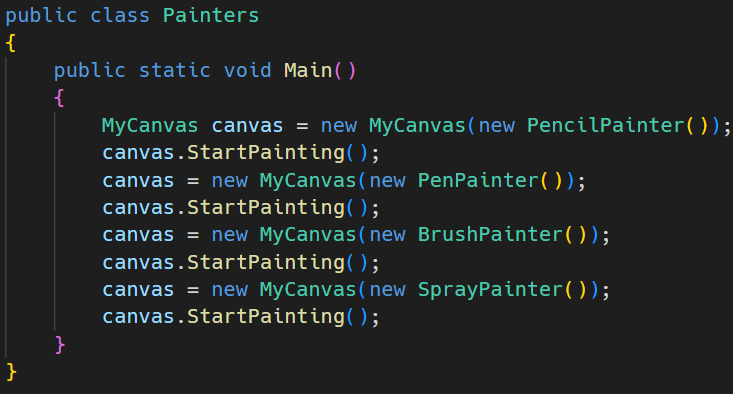 public class Painters
{
    public static void Main()
    {
        MyCanvas canvas = new MyCanvas(new PencilPainter());
        canvas.StartPainting();
        canvas = new MyCanvas(new PenPainter());
        canvas.StartPainting();
        canvas = new MyCanvas(new BrushPainter());
        canvas.StartPainting();
        canvas = new MyCanvas(new SprayPainter());
        canvas.StartPainting();
    }
}